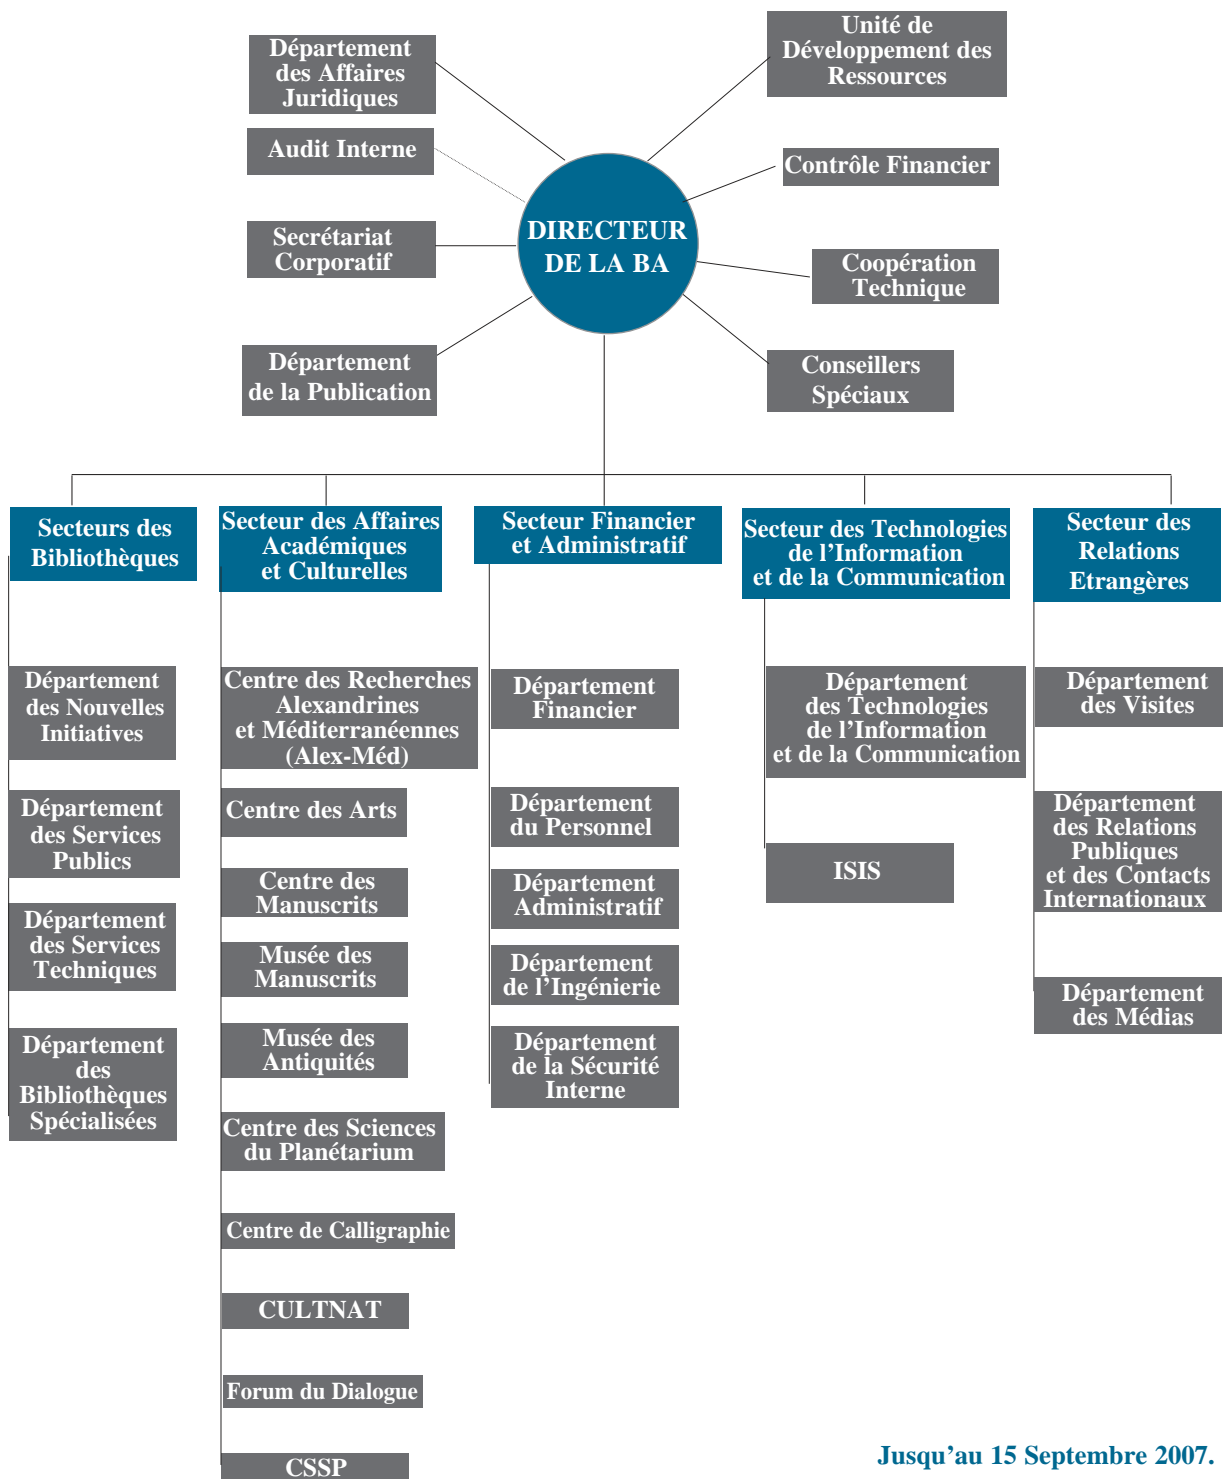 Département
des Affaires
Juridiques
Unité de
Développement des
Ressources
Audit Interne
Contrôle Financier
Secrétariat
Corporatif
DIRECTEUR
DE LA BA
Coopération
Technique
Département
de la Publication
Conseillers
Spéciaux
Secteurs des
Bibliothèques
Département
des Nouvelles
Initiatives
Département
des Services
Publics
Département
des Services
Techniques
Département
des
Bibliothèques
Spécialisées
Secteur des Affaires
Académiques
et Culturelles
Centre des Recherches
Alexandrines
et Méditerranéennes
(Alex-Méd)
Centre des Arts
Centre des
Manuscrits
Musée des
Manuscrits
Musée des
Antiquités
Centre des Sciences
du Planétarium
Centre de Calligraphie
CULTNAT
Forum du Dialogue
CSSP
Secteur Financier
et Administratif
Département
Financier
Département
du Personnel
Département
Administratif
Département
de l’Ingénierie
Département
de la Sécurité
Interne
Secteur des Technologies
de l’Information
et de la Communication
Département
des Technologies
de l’Information
et de la Communication
ISIS
Secteur des
Relations
Etrangères
Département
des Visites
Département
des Relations
Publiques
et des Contacts
Internationaux
Département
des Médias
Jusqu'au 15 Septembre 2007.